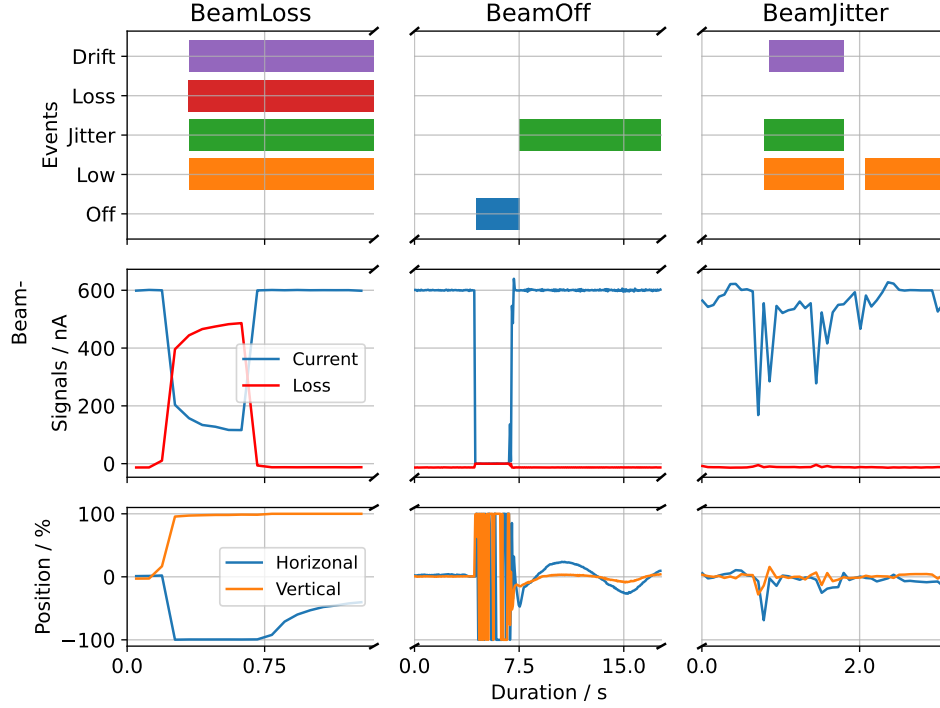 BeamLoss BeamOff BeamJitter
Events
Drift
Loss
Jitter
Low
Off
Beam-
Signals / nA
600
400
200
0
Current
Loss
Position / %
100
0
−100
Horizonal
Vertical
0.0 0.75 0.0 7.5 15.0 0.0 2.0
Duration / s